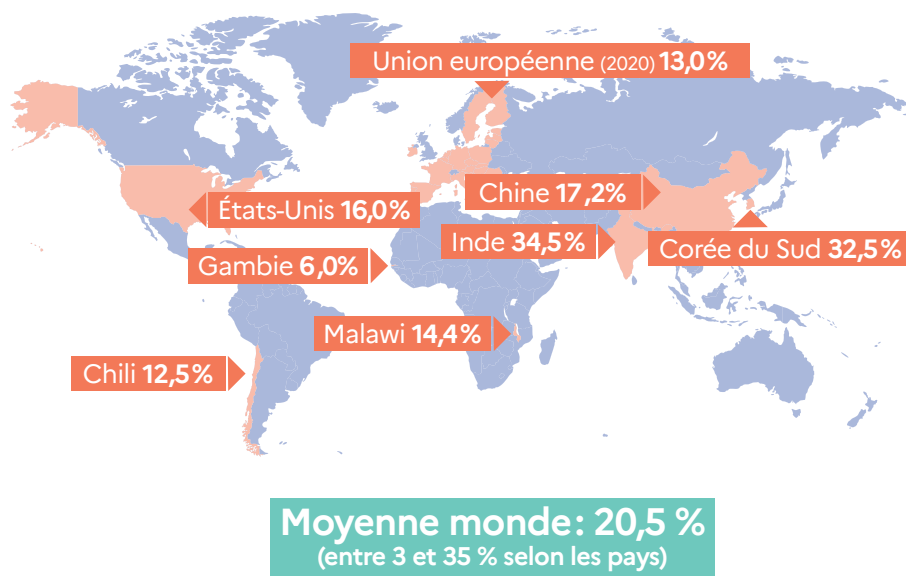 Union européenne (2020) 13,0%
Chine 17,2%
États-Unis 16,0%
Inde 34,5%
Corée du Sud 32,5%
Gambie 6,0%
Malawi 14,4%
Chili 12,5%
Moyenne monde: 20,5 %
(entre 3 et 35 % selon les pays)